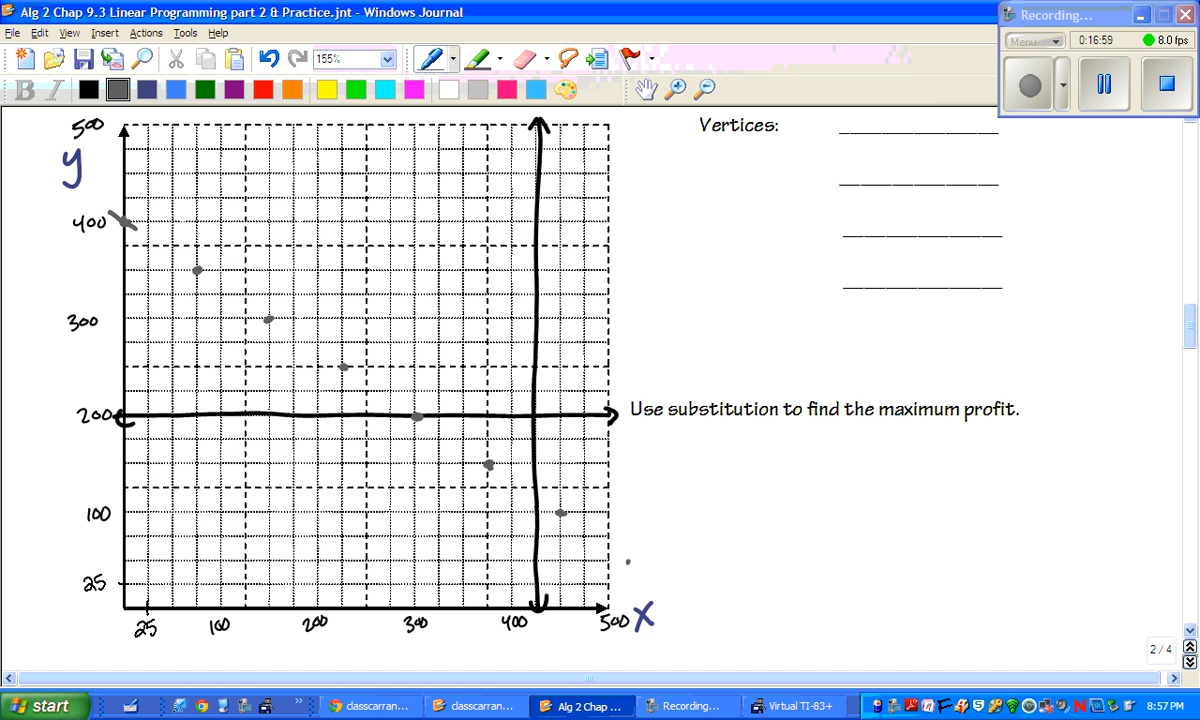 Alg 2 Chap 9.3 Linear Programming part 2 & Practice.jnt - Windows Journal
Recording...
File Edit View Insert Actions Tools Help
Menu 0:16:59 8.0 fps
155%
B I
500
y
400
300
200
100
25
25 100 200 300 400 500 x
Vertices:
Use substitution to find the maximum profit.
2 / 4
start
classcarran...
classcarran...
Alg 2 Chap ...
Recording...
Virtual TI-83+
8:57 PM